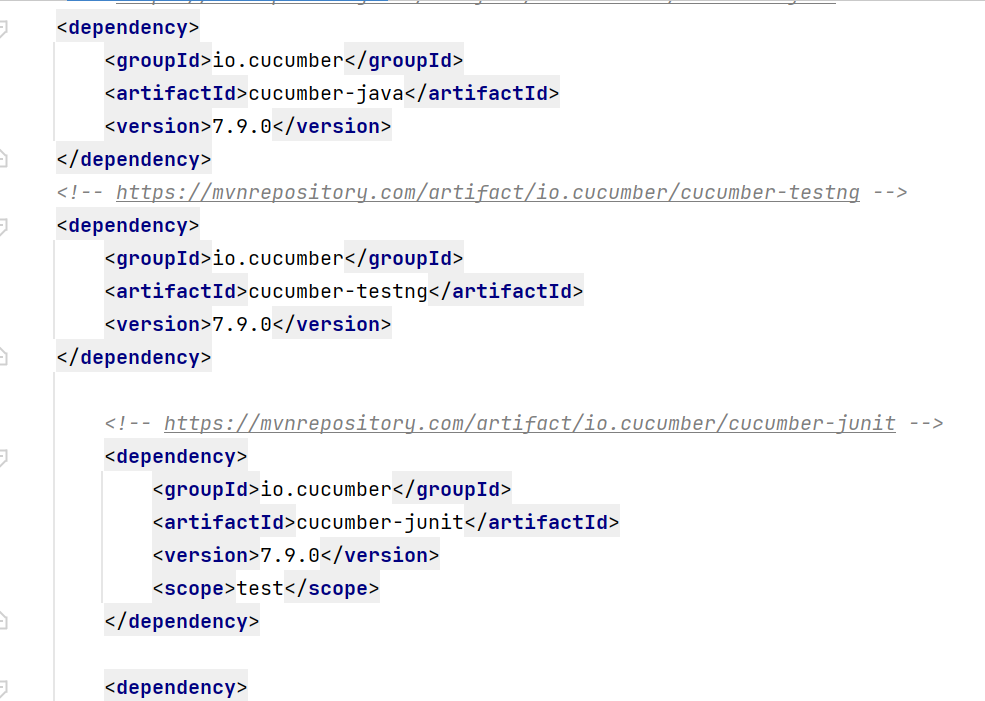 <dependency>
<groupId>io.cucumber</groupId>
<artifactId>cucumber-java</artifactId>
<version>7.9.0</version>
</dependency>
<!-- https://mvnrepository.com/artifact/io.cucumber/cucumber-testng -->
<dependency>
<groupId>io.cucumber</groupId>
<artifactId>cucumber-testng</artifactId>
<version>7.9.0</version>
</dependency>
<!-- https://mvnrepository.com/artifact/io.cucumber/cucumber-junit -->
<dependency>
<groupId>io.cucumber</groupId>
<artifactId>cucumber-junit</artifactId>
<version>7.9.0</version>
<scope>test</scope>
</dependency>
<dependency>